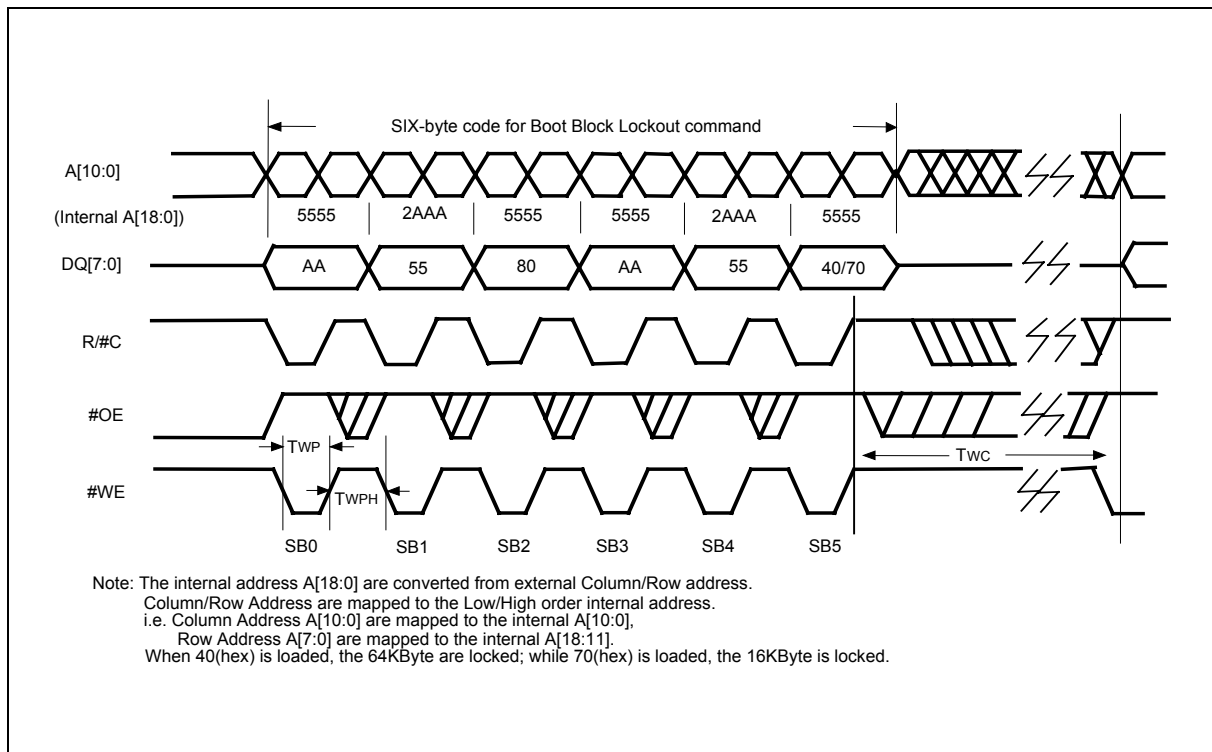 SIX-byte code for Boot Block Lockout command
A[10:0]
(Internal A[18:0])
5555 2AAA 5555 5555 2AAA 5555
DQ[7:0]
AA 55 80 AA 55 40/70
R/#C
#OE
TWP
TWC
#WE
TWPH
SB0 SB1 SB2 SB3 SB4 SB5
Note: The internal address A[18:0] are converted from external Column/Row address.
Column/Row Address are mapped to the Low/High order internal address.
i.e. Column Address A[10:0] are mapped to the internal A[10:0],
Row Address A[7:0] are mapped to the internal A[18:11].
When 40(hex) is loaded, the 64KByte are locked; while 70(hex) is loaded, the 16KByte is locked.